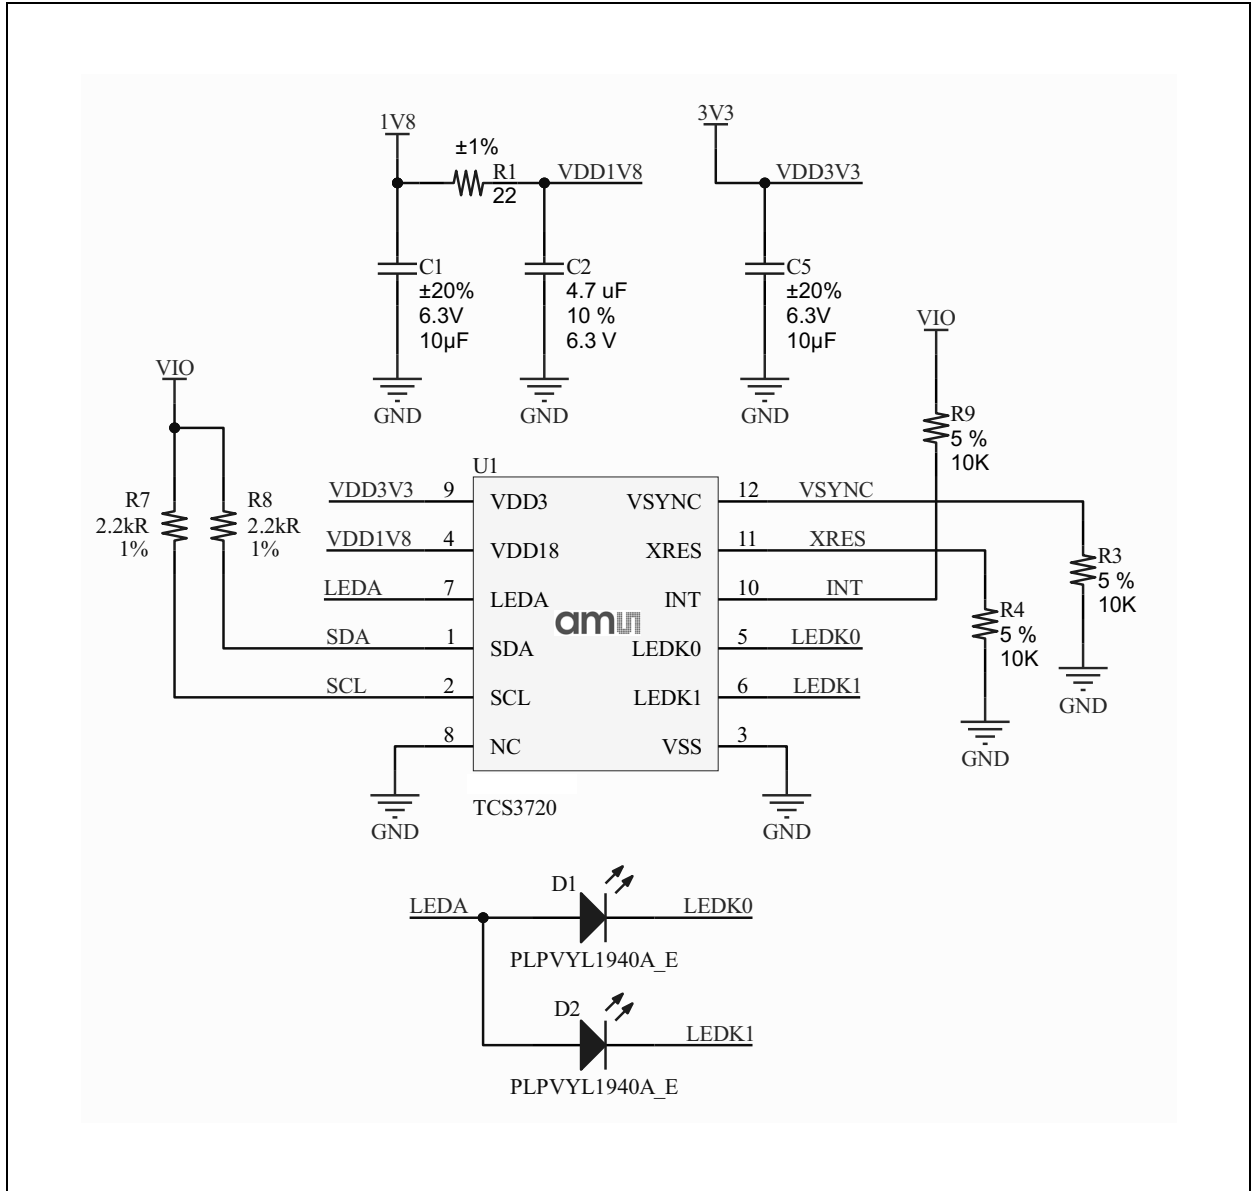 1V8
±1%
R1
22
VDD1V8
3V3
VDD3V3
C1
±20%
6.3V
10µF
GND
C2
4.7 uF
10 %
6.3 V
GND
C5
±20%
6.3V
10µF
GND
VIO
R9
5 %
10K
VIO
R7
2.2kR
1%
R8
2.2kR
1%
U1
VDD3V3 9 VDD3
VDD1V8 4 VDD18
LEDA 7 LEDA
SDA 1 SDA
SCL 2 SCL
8 NC
GND
VSYNC 12 VSYNC
XRES 11 XRES
INT 10 INT
LEDK0 5 LEDK0
LEDK1 6 LEDK1
VSS 3
GND
amu
TCS3720
R3
5 %
10K
GND
R4
5 %
10K
GND
LEDA
D1
LEDK0
PLPVYL1940A_E
D2
LEDK1
PLPVYL1940A_E